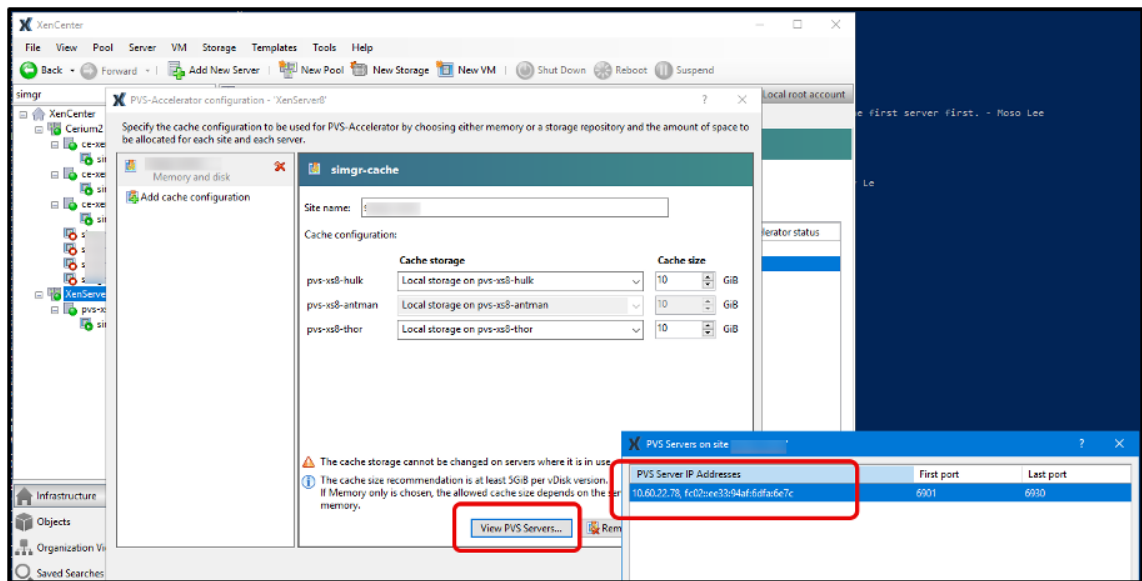 XenCenter
File View Pool Server VM Storage Templates Tools Help
Back Forward Add New Server New Pool New Storage New VM Shut Down Reboot Suspend
simgr
Local root account
XenCenter
Cerium2
ce-xe
si
ce-xe
si
ce-xe
si
s
s
s
s
XenServe
pvs-x
si
PVS-Accelerator configuration - 'XenServer8'
Specify the cache configuration to be used for PVS-Accelerator by choosing either memory or a storage repository and the amount of space to
be allocated for each site and each server.
Memory and disk
Add cache configuration
simgr-cache
Site name:
Cache configuration:
Cache storage Cache size
pvs-xs8-hulk Local storage on pvs-xs8-hulk 10 GiB
pvs-xs8-antman Local storage on pvs-xs8-antman 10 GiB
pvs-xs8-thor Local storage on pvs-xs8-thor 10 GiB
The cache storage cannot be changed on servers where it is in use
The cache size recommendation is at least 5GiB per vDisk version.
If Memory only is chosen, the allowed cache size depends on the ser
memory.
View PVS Servers... Rem
lerator status
e first server first. - Moso Lee
Le
PVS Servers on site
PVS Server IP Addresses First port Last port
10.60.22.78, fc02::ee33:94af:6dfa:6e7c 6901 6930
Infrastructure
Objects
Organization Vi
Saved Searches